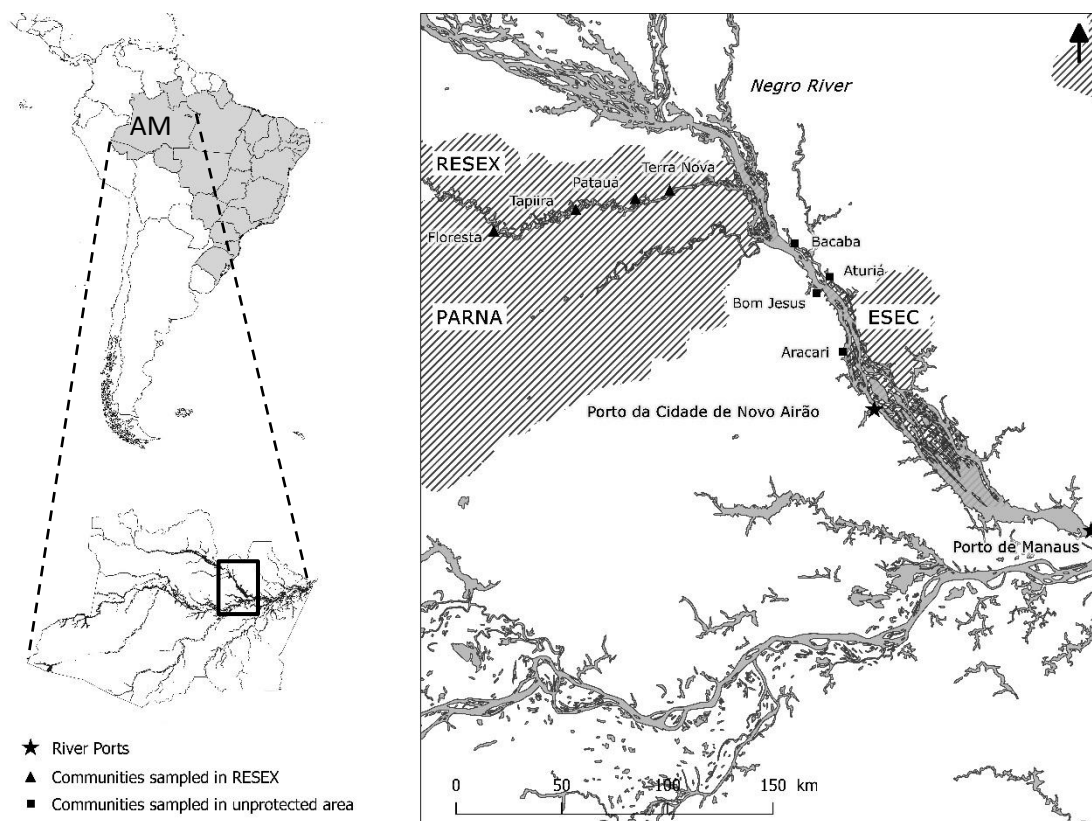 AM
★ River Ports
▲ Communities sampled in RESEX
■ Communities sampled in unprotected area
Negro River
RESEX
Terra Nova
Patauá
Tapiira
Floresta
Bacaba
Aturiá
Bom Jesus
PARNA
ESEC
Aracari
Porto da Cidade de Novo Airão
Porto de Manaus
0 50 100 150 km